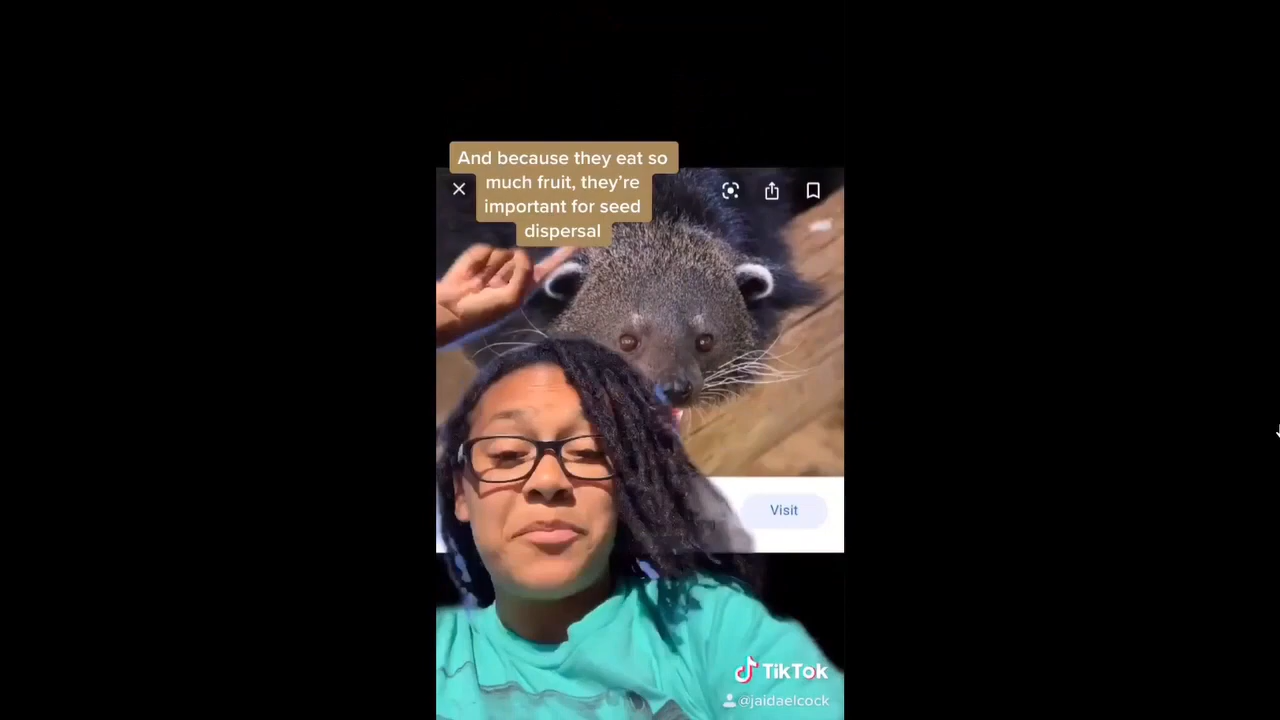 And because they eat so
much fruit, they're
important for seed
dispersal
Visit
TikTok
@jaidaelcock